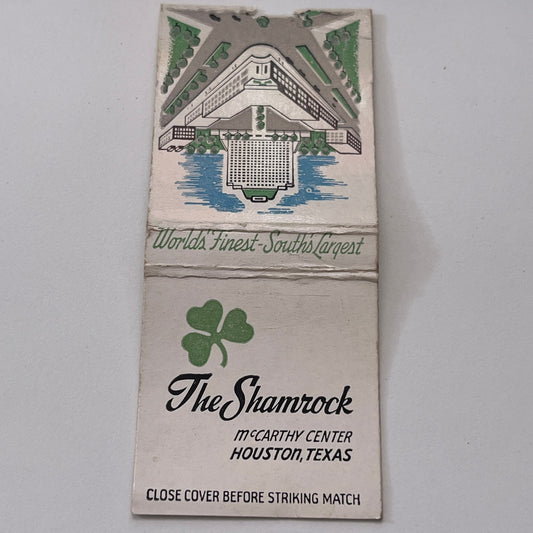 World's Finest-South's Largest
The Shamrock
McCARTHY CENTER
HOUSTON, TEXAS
CLOSE COVER BEFORE STRIKING MATCH